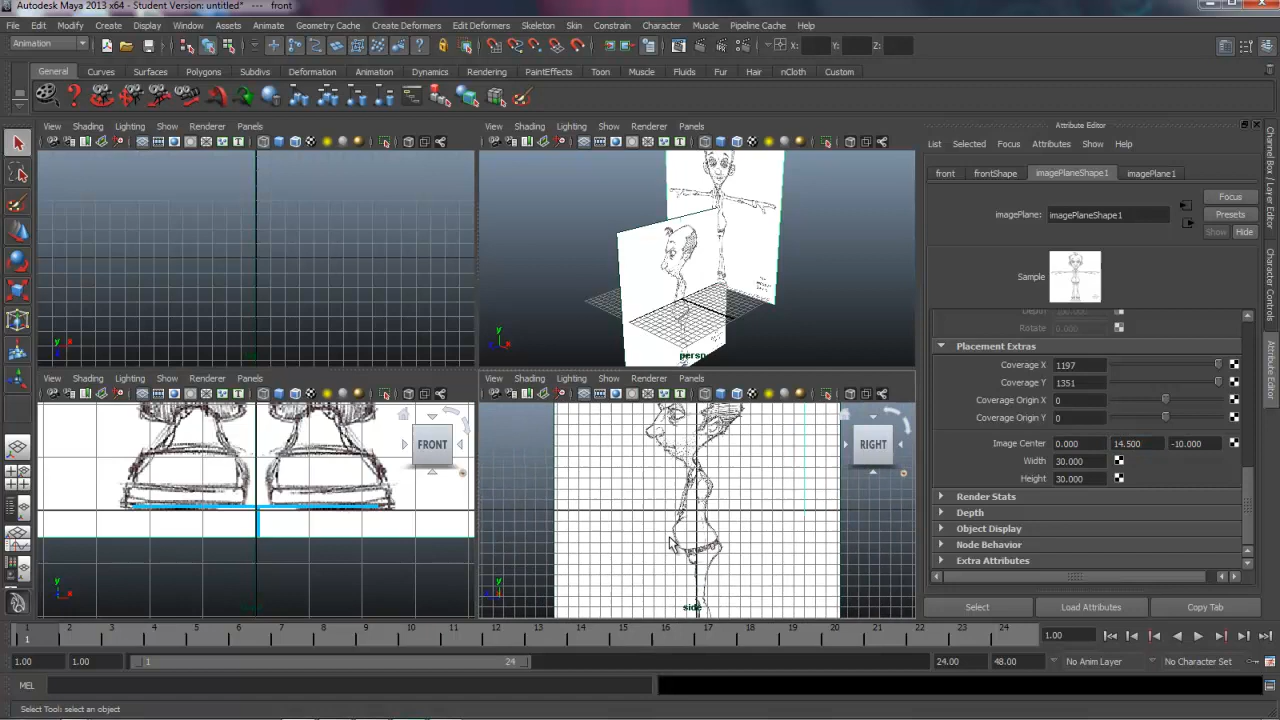 Autodesk Maya 2013 x64 - Student Version: untitled* --- front
File Edit Modify Create Display Window Assets Animate Geometry Cache Create Deformers Edit Deformers Skeleton Skin Constrain Character Muscle Pipeline Cache Help
Animation X: Y: Z:
General Curves Surfaces Polygons Subdivs Deformation Animation Dynamics Rendering PaintEffects Toon Muscle Fluids Fur Hair nCloth Custom
View Shading Lighting Show Renderer Panels
View Shading Lighting Show Renderer Panels
persp
View Shading Lighting Show Renderer Panels
FRONT
View Shading Lighting Show Renderer Panels
RIGHT
side
Attribute Editor
List Selected Focus Attributes Show Help
front frontShape imagePlaneShape1 imagePlane1
Focus
imagePlane: imagePlaneShape1 Presets
Show Hide
Sample
Depth 100.000
Rotate 0.000
Placement Extras
Coverage X 1197
Coverage Y 1351
Coverage Origin X 0
Coverage Origin Y 0
Image Center 0.000 14.500 -10.000
Width 30.000
Height 30.000
Render Stats
Depth
Object Display
Node Behavior
Extra Attributes
Select Load Attributes Copy Tab
Channel Box / Layer Editor
Character Controls
Attribute Editor
1 2 3 4 5 6 7 8 9 10 11 12 13 14 15 16 17 18 19 20 21 22 23 24
1 1.00
1.00 1.00 1 24 24.00 48.00 No Anim Layer No Character Set
MEL
Select Tool: select an object